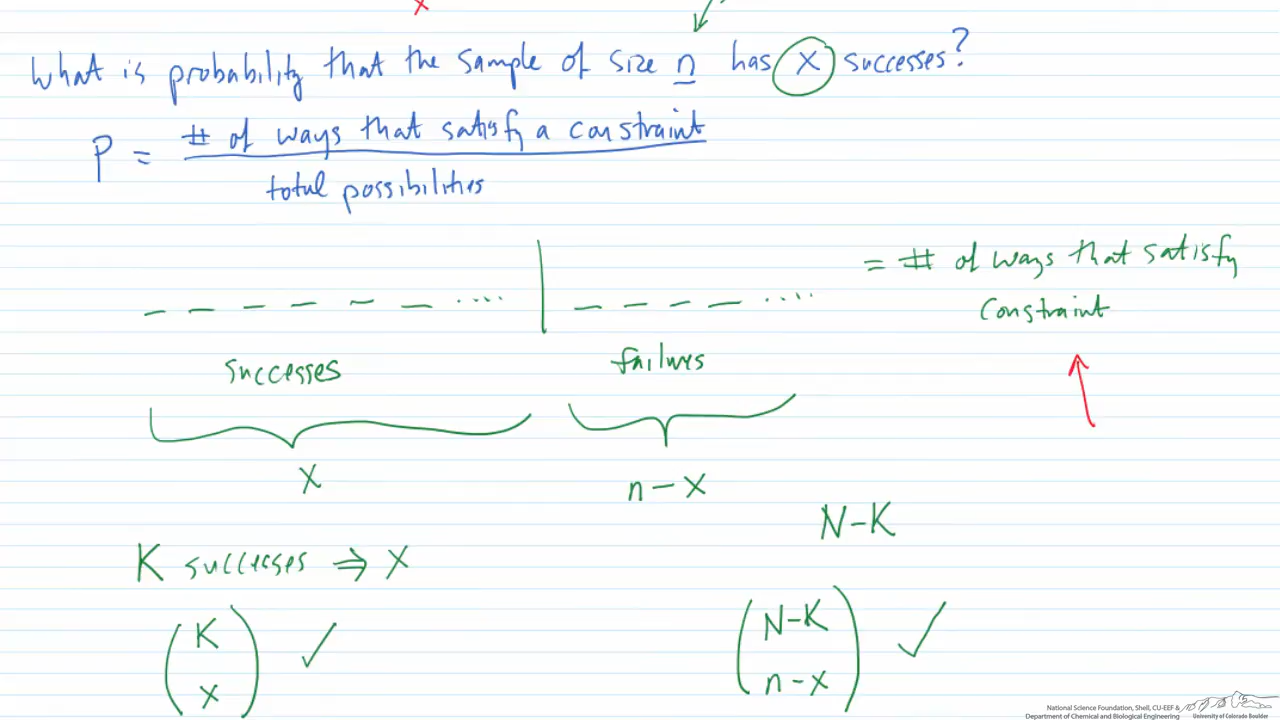 x
What is probability that the sample of size n has x successes?
P = # of ways that satisfy a constraint
total possibilities
_ _ _ _ _ _ .... | _ _ _ _ ....
= # of ways that satisfy
constraint
successes
failures
x
n - x
N-K
K successes ⇒ x
(K x) ✓
(N-K n-x) ✓
National Science Foundation, Shell, CU-EEF &
Department of Chemical and Biological Engineering
University of Colorado Boulder